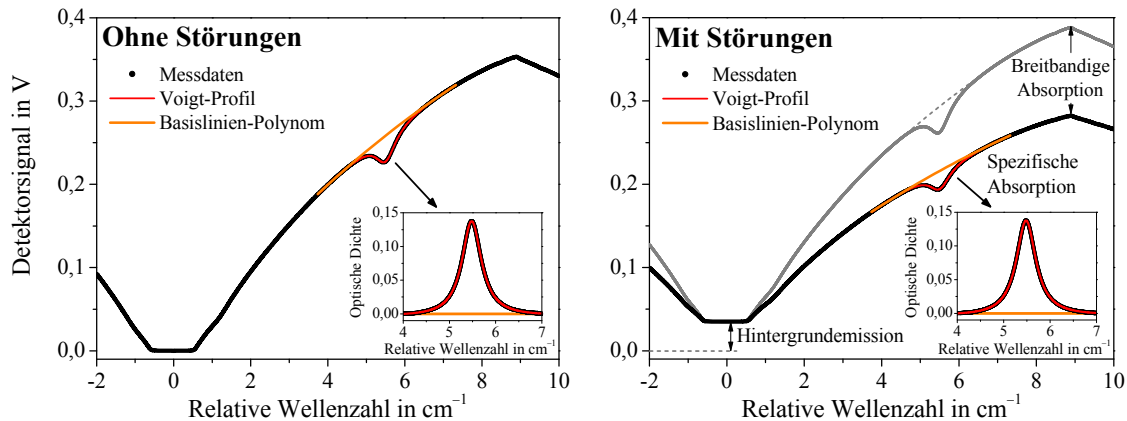 Ohne Störungen
Messdaten
Voigt-Profil
Basislinien-Polynom
Detektorsignal in V
0,4
0,3
0,2
0,1
0,0
-2
0
2
4
6
8
10
Relative Wellenzahl in cm⁻¹
Optische Dichte
0,15
0,10
0,05
0,00
4
5
6
7
Relative Wellenzahl in cm⁻¹
Mit Störungen
Messdaten
Voigt-Profil
Basislinien-Polynom
Breitbandige
Absorption
Spezifische
Absorption
Hintergrundemission
0,4
0,3
0,2
0,1
0,0
-2
0
2
4
6
8
10
Relative Wellenzahl in cm⁻¹
Optische Dichte
0,15
0,10
0,05
0,00
4
5
6
7
Relative Wellenzahl in cm⁻¹